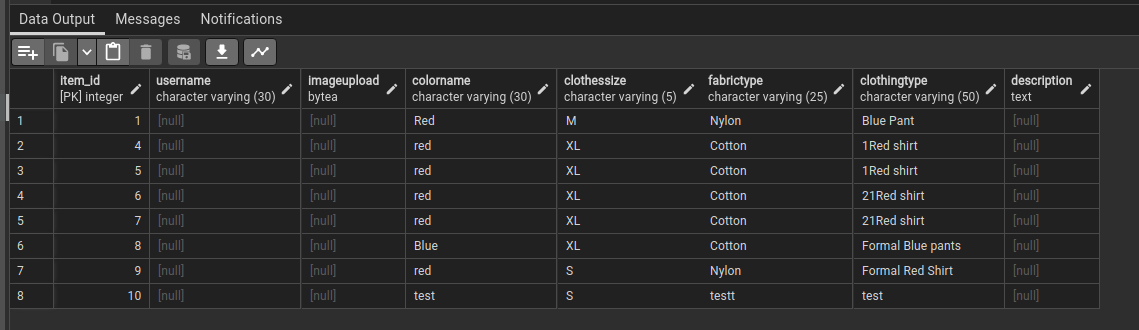 Data Output Messages Notifications
item_id username imageupload colorname clothessize fabrictype clothingtype description
[PK] integer character varying (30) bytea character varying (30) character varying (5) character varying (25) character varying (50) text
1 1 [null] [null] Red M Nylon Blue Pant [null]
2 4 [null] [null] red XL Cotton 1Red shirt [null]
3 5 [null] [null] red XL Cotton 1Red shirt [null]
4 6 [null] [null] red XL Cotton 21Red shirt [null]
5 7 [null] [null] red XL Cotton 21Red shirt [null]
6 8 [null] [null] Blue XL Cotton Formal Blue pants [null]
7 9 [null] [null] red S Nylon Formal Red Shirt [null]
8 10 [null] [null] test S testt test [null]